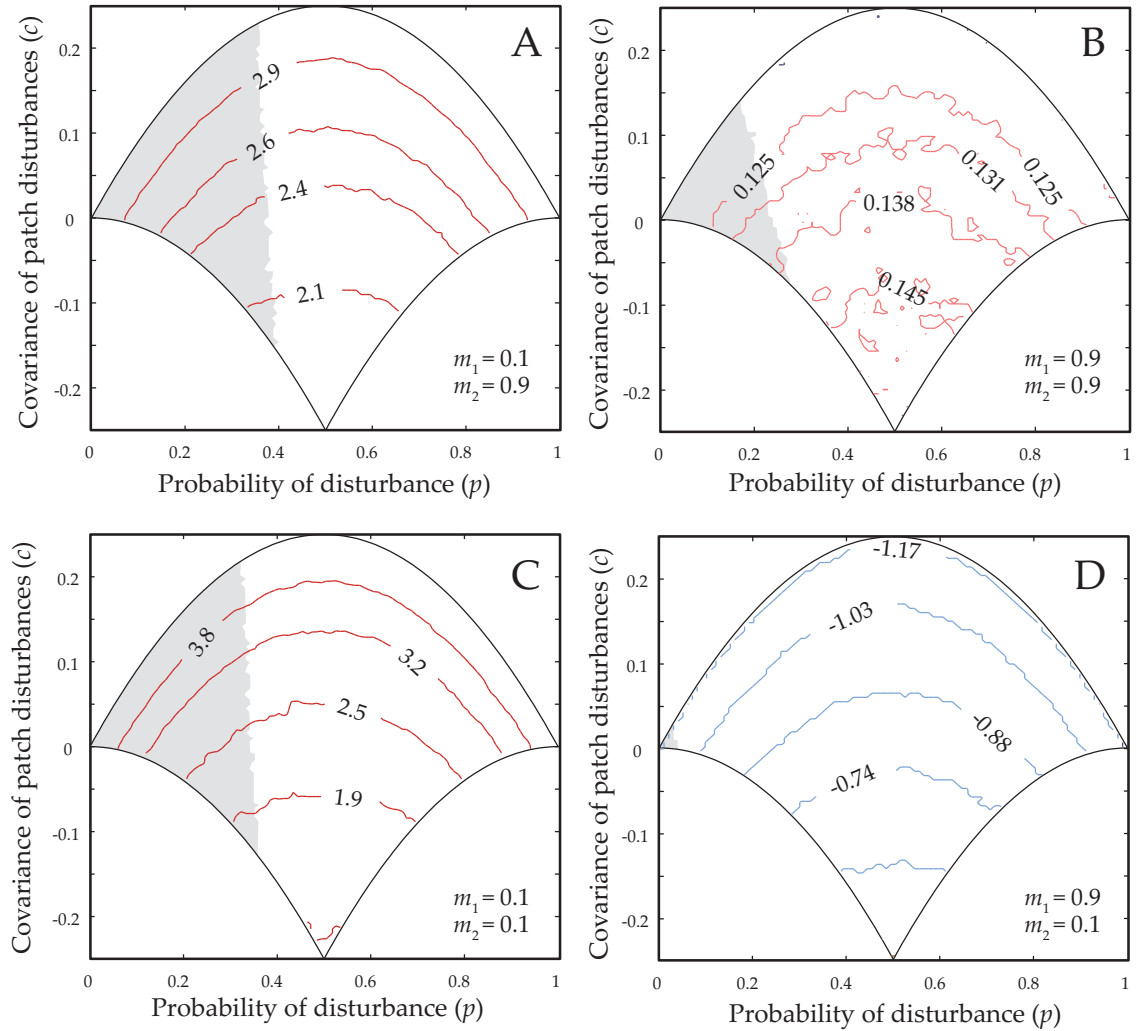 A
Covariance of patch disturbances (c)
0.2
0.1
0
-0.1
-0.2
2.9
2.6
2.4
2.1
m1 = 0.1
m2 = 0.9
0 0.2 0.4 0.6 0.8 1
Probability of disturbance (p)
B
Covariance of patch disturbances (c)
0.2
0.1
0
-0.1
-0.2
0.125
0.131
0.125
0.138
0.145
m1 = 0.9
m2 = 0.9
0 0.2 0.4 0.6 0.8 1
Probability of disturbance (p)
C
Covariance of patch disturbances (c)
0.2
0.1
0
-0.1
-0.2
3.8
3.2
2.5
1.9
m1 = 0.1
m2 = 0.1
0 0.2 0.4 0.6 0.8 1
Probability of disturbance (p)
D
Covariance of patch disturbances (c)
0.2
0.1
0
-0.1
-0.2
-1.17
-1.03
-0.88
-0.74
m1 = 0.9
m2 = 0.1
0 0.2 0.4 0.6 0.8 1
Probability of disturbance (p)